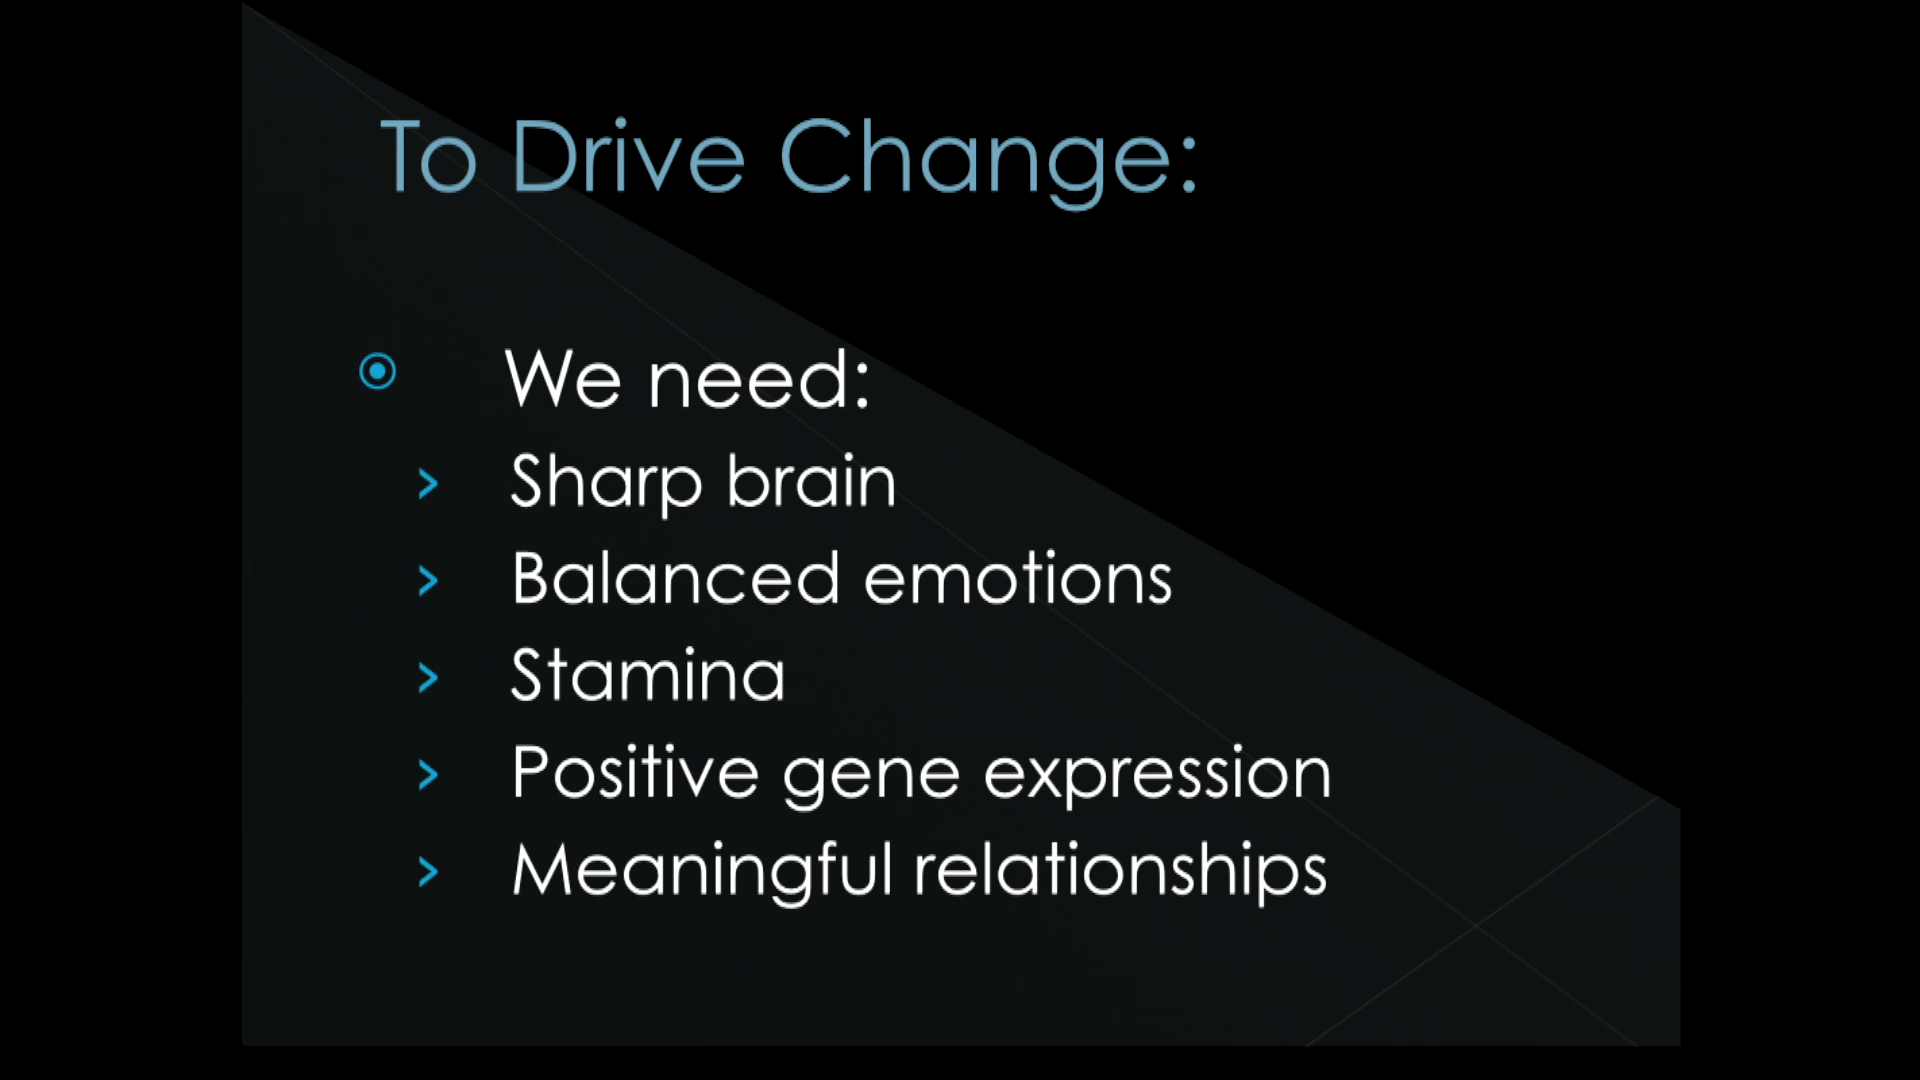 To Drive Change:
We need:
Sharp brain
Balanced emotions
Stamina
Positive gene expression
Meaningful relationships